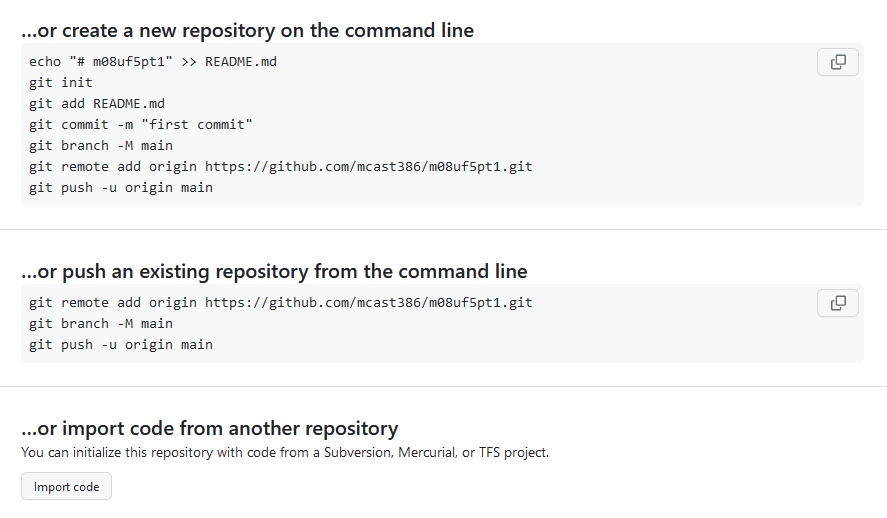 ...or create a new repository on the command line
echo "# m08uf5pt1" >> README.md
git init
git add README.md
git commit -m "first commit"
git branch -M main
git remote add origin https://github.com/mcast386/m08uf5pt1.git
git push -u origin main
...or push an existing repository from the command line
git remote add origin https://github.com/mcast386/m08uf5pt1.git
git branch -M main
git push -u origin main
...or import code from another repository
You can initialize this repository with code from a Subversion, Mercurial, or TFS project.
Import code